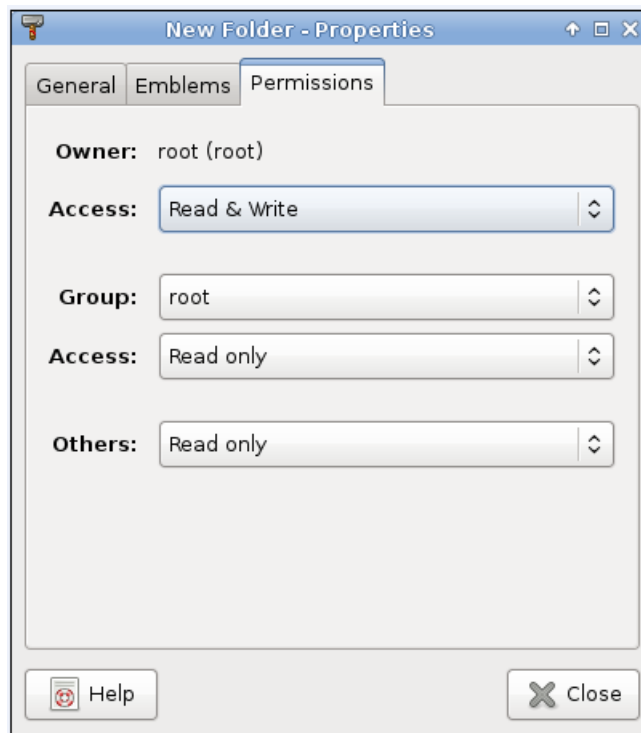 New Folder - Properties
General Emblems Permissions
Owner: root (root)
Access: Read & Write
Group: root
Access: Read only
Others: Read only
Help Close